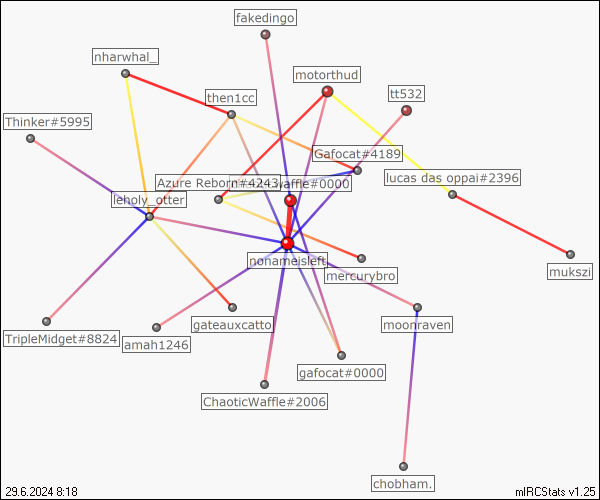 fakedingo
nharwhal_
motorthud
tt532
then1cc
Thinker#5995
Gafocat#4189
lucas das oppai#2396
Azure Reborn#4243
waffle#0000
leholy_otter
nonameisleft
mukszi
mercurybro
TripleMidget#8824
amah1246
gateauxcatto
moonraven
gafocat#0000
ChaoticWaffle#2006
chobham.
29.6.2024 8:18
mIRCStats v1.25